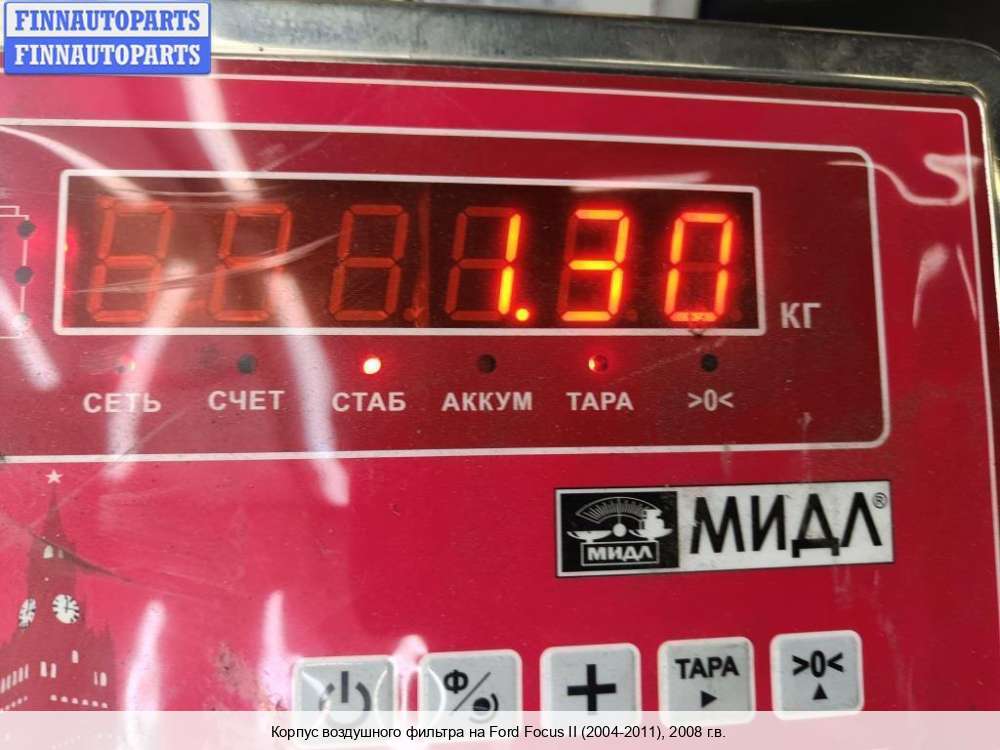 FINNAUTOPARTS
FINNAUTOPARTS
1.30
КГ
СЕТЬ СЧЕТ СТАБ АККУМ ТАРА >0<
МИДЛ МИДЛ®
Ф + ТАРА >0<
Корпус воздушного фильтра на Ford Focus II (2004-2011), 2008 г.в.